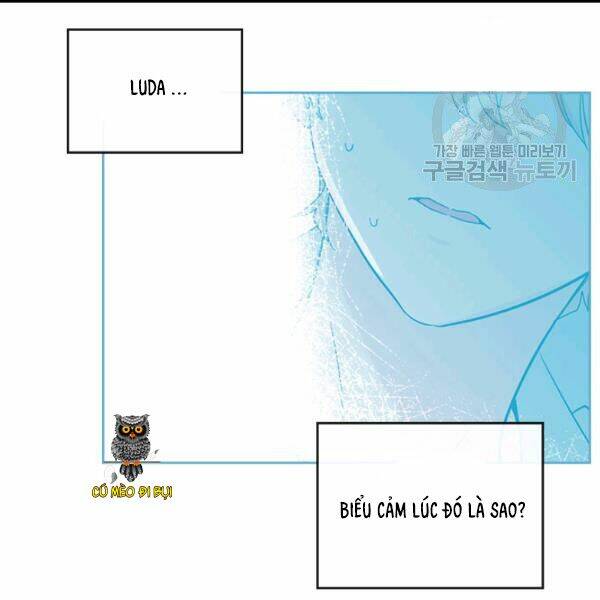 LUDA ...
가장 빠른 웹툰 미리보기
구글검색 뉴토끼
CÚ MÈO ĐI BỤI
BIỂU CẢM LÚC ĐÓ LÀ SAO?